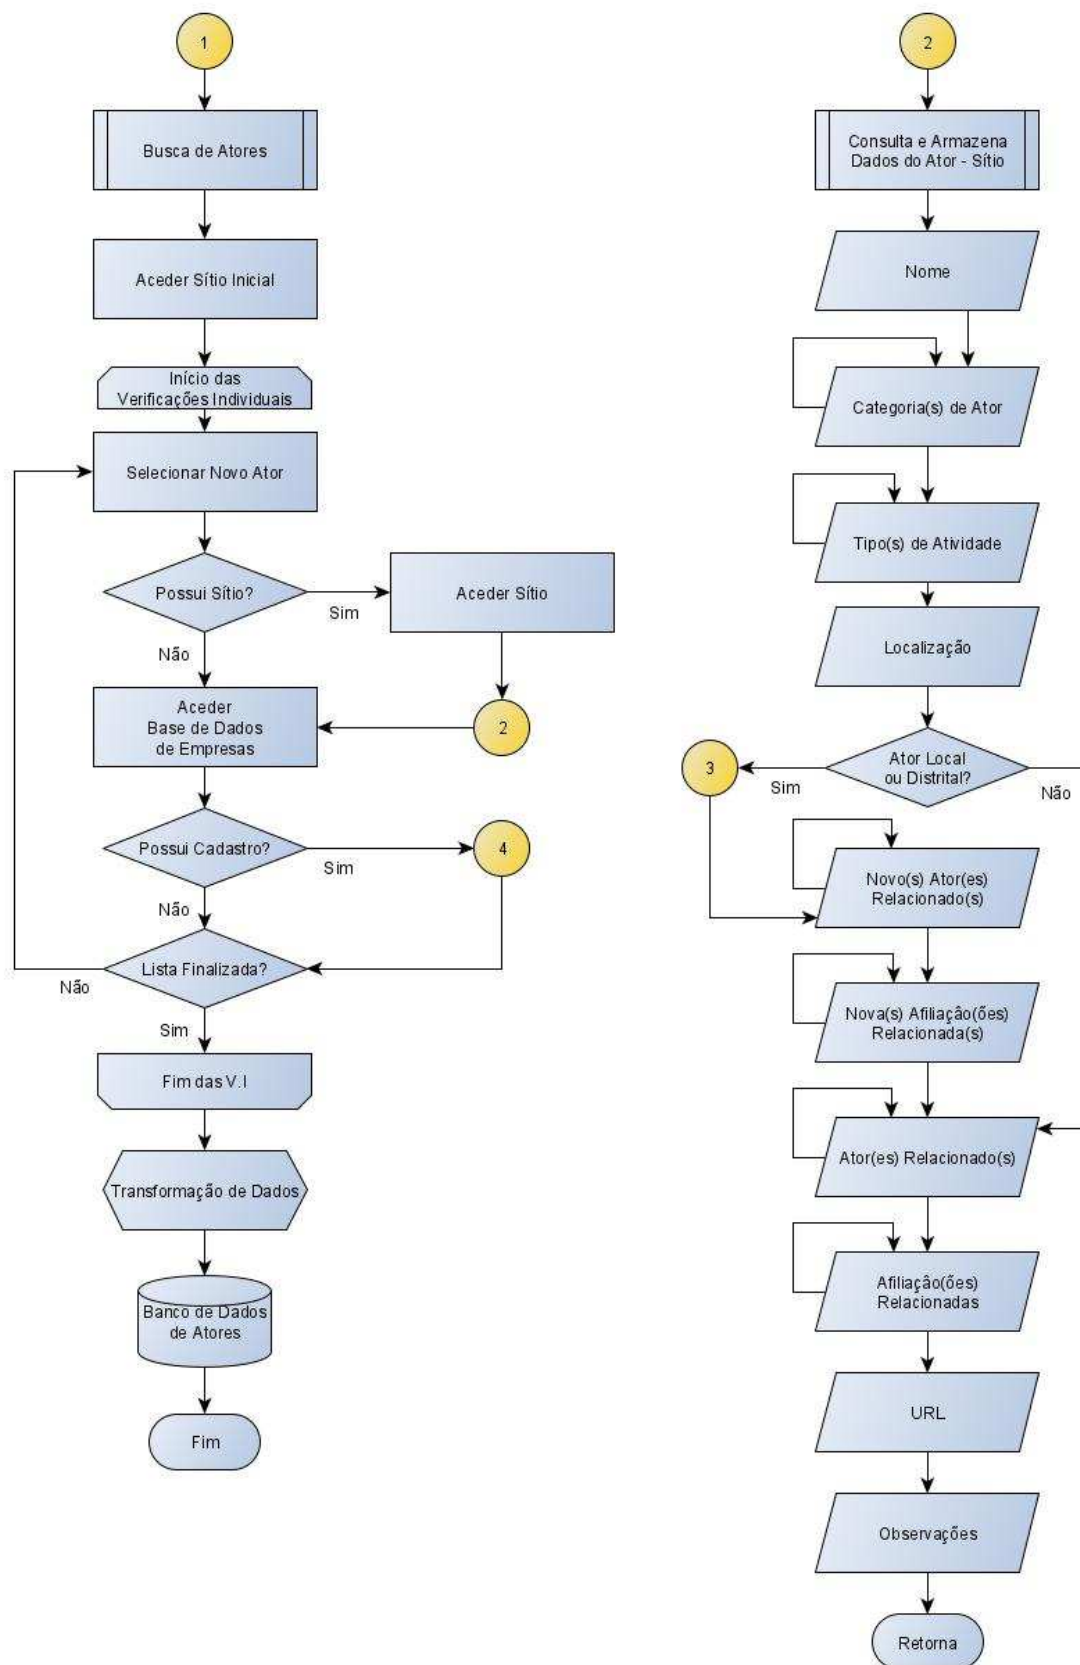 1
Busca de Atores
Aceder Sítio Inicial
Início das
Verificações Individuais
Selecionar Novo Ator
Possui Sítio?
Sim
Aceder Sítio
Não
2
Aceder
Base de Dados
de Empresas
Possui Cadastro?
Sim
4
Não
Lista Finalizada?
Não
Sim
Fim das V.I
Transformação de Dados
Banco de Dados
de Atores
Fim
2
Consulta e Armazena
Dados do Ator - Sítio
Nome
Categoria(s) de Ator
Tipo(s) de Atividade
Localização
Ator Local
ou Distrital?
3
Sim
Não
Novo(s) Ator(es)
Relacionado(s)
Nova(s) Afiliação(ões)
Relacionada(s)
Ator(es) Relacionado(s)
Afiliação(ões)
Relacionadas
URL
Observações
Retorna